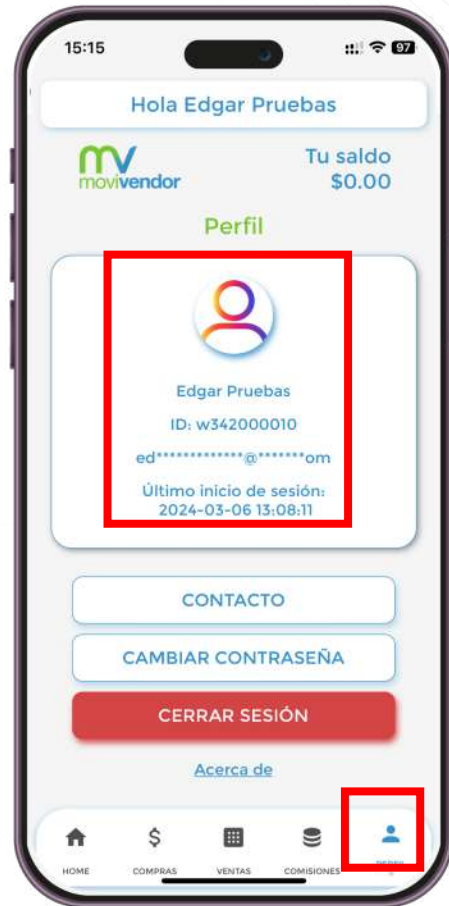 15:15
97
Hola Edgar Pruebas
mv
movivendor
Tu saldo
$0.00
Perfil
Edgar Pruebas
ID: w342000010
ed*************@*******om
Último inicio de sesión:
2024-03-06 13:08:11
CONTACTO
CAMBIAR CONTRASEÑA
CERRAR SESIÓN
Acerca de
HOME
COMPRAS
VENTAS
COMISIONES